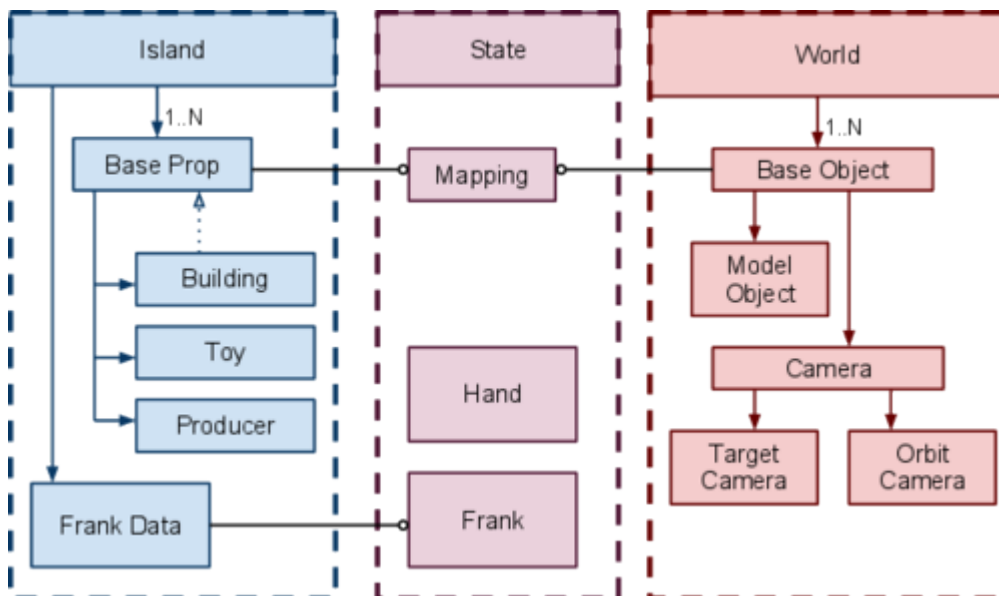 Island
State
World
1..N
1..N
Base Prop
Mapping
Base Object
Building
Model
Object
Toy
Hand
Camera
Producer
Target
Camera
Orbit
Camera
Frank Data
Frank